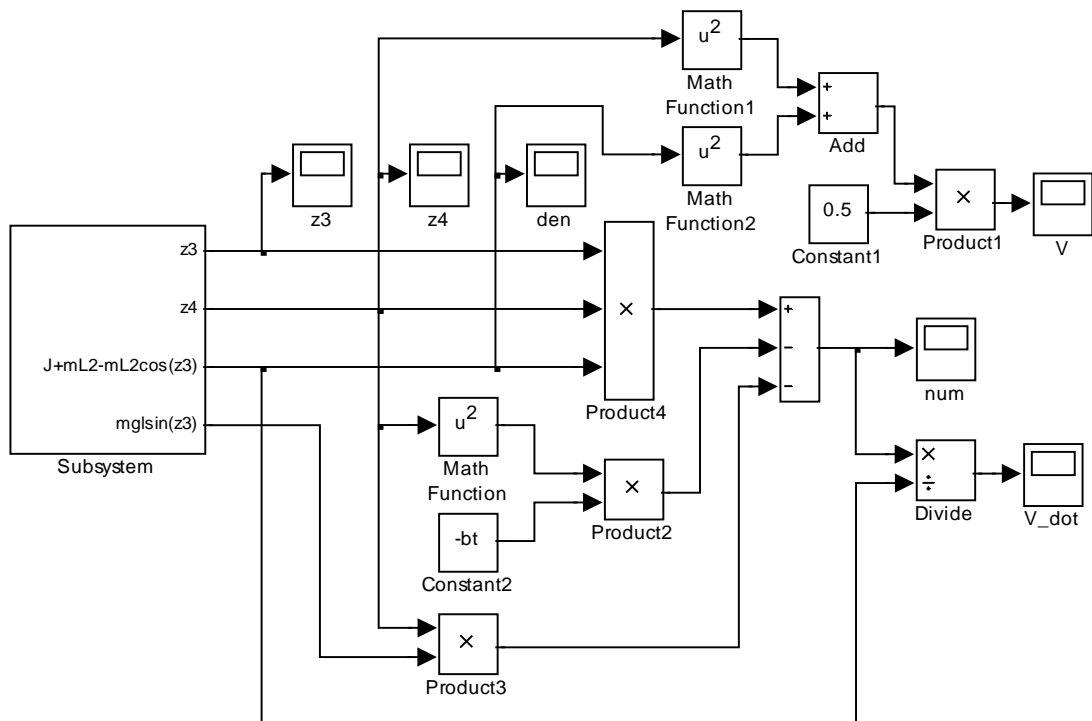 u2
Math
Function1
+
+
Add
u2
Math
Function2
z3
z4
den
0.5
Constant1
×
Product1
V
z3
z4
J+mL2-mL2cos(z3)
mglsin(z3)
Subsystem
×
Product4
+
−
−
num
u2
Math
Function
-bt
Constant2
×
Product2
×
÷
Divide
V_dot
×
Product3